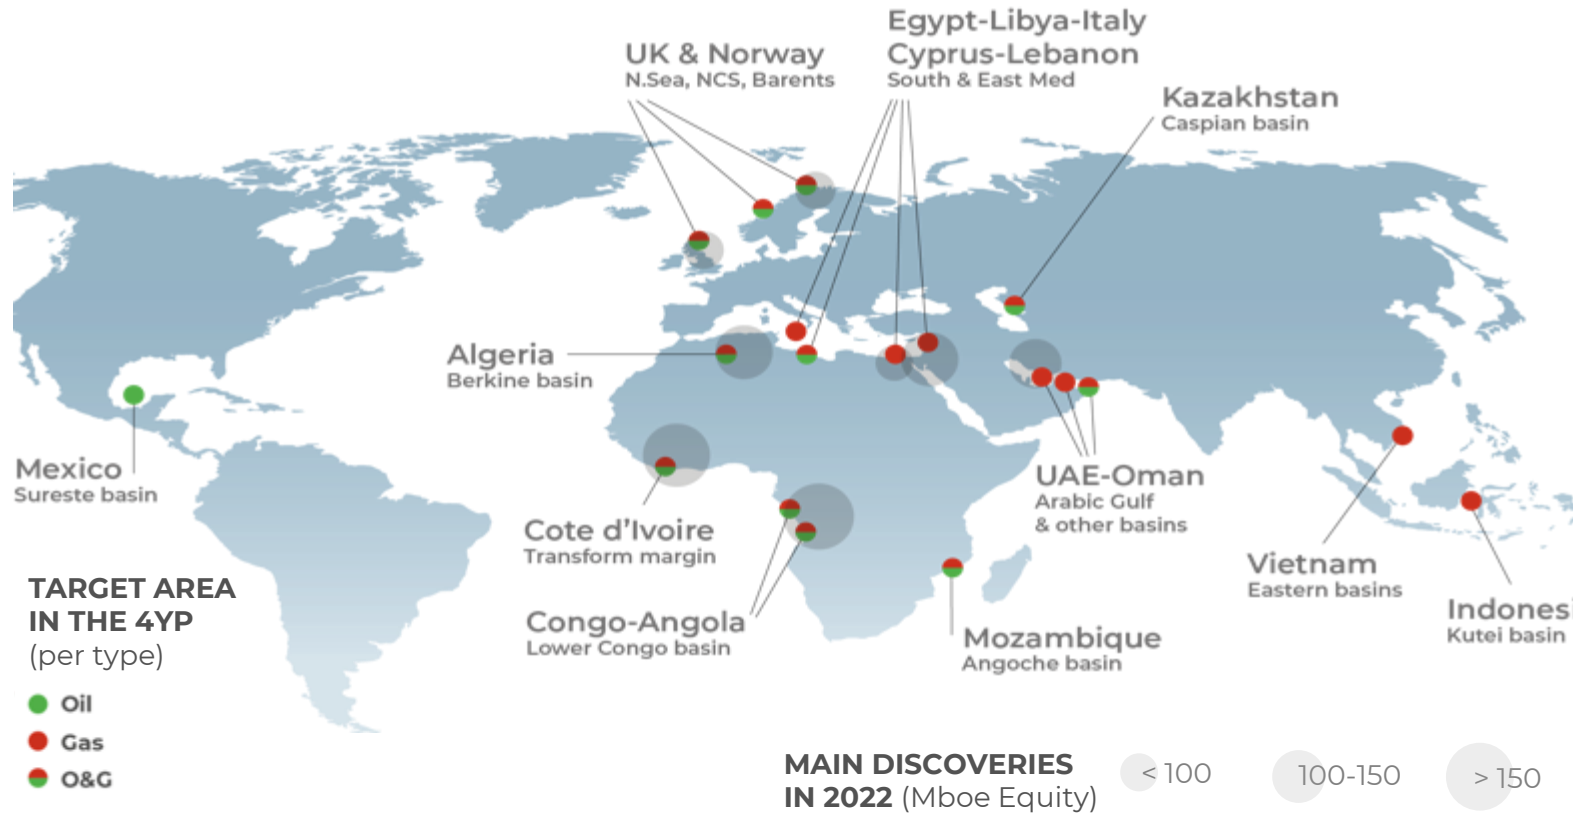 Egypt-Libya-Italy
Cyprus-Lebanon
South & East Med
UK & Norway
N.Sea, NCS, Barents
Kazakhstan
Caspian basin
Algeria
Berkine basin
Mexico
Sureste basin
Cote d'Ivoire
Transform margin
UAE-Oman
Arabic Gulf
& other basins
Vietnam
Eastern basins
Indonesi
Kutei basin
Congo-Angola
Lower Congo basin
Mozambique
Angoche basin
TARGET AREA
IN THE 4YP
(per type)
Oil
Gas
O&G
MAIN DISCOVERIES
IN 2022 (Mboe Equity)
< 100
100-150
> 150